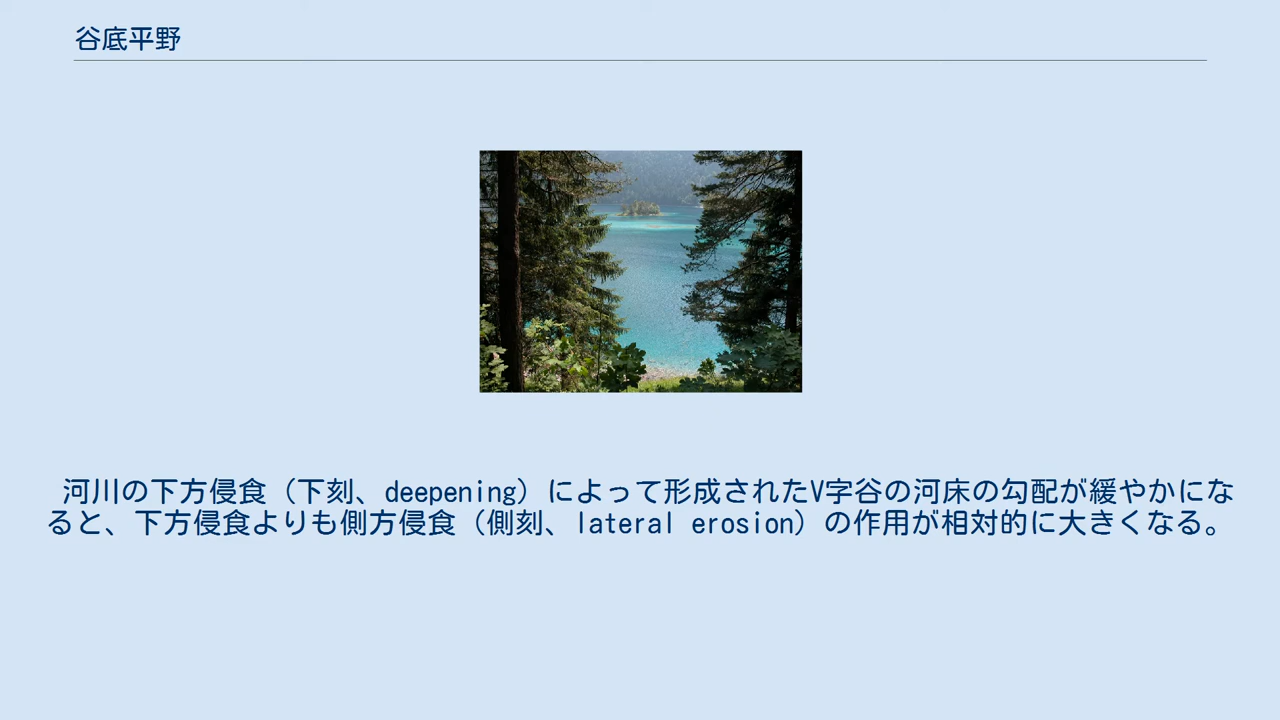 谷底平野
河川の下方侵食（下刻、deepening）によって形成されたV字谷の河床の勾配が緩やかにな
ると、下方侵食よりも側方侵食（側刻、lateral erosion）の作用が相対的に大きくなる。